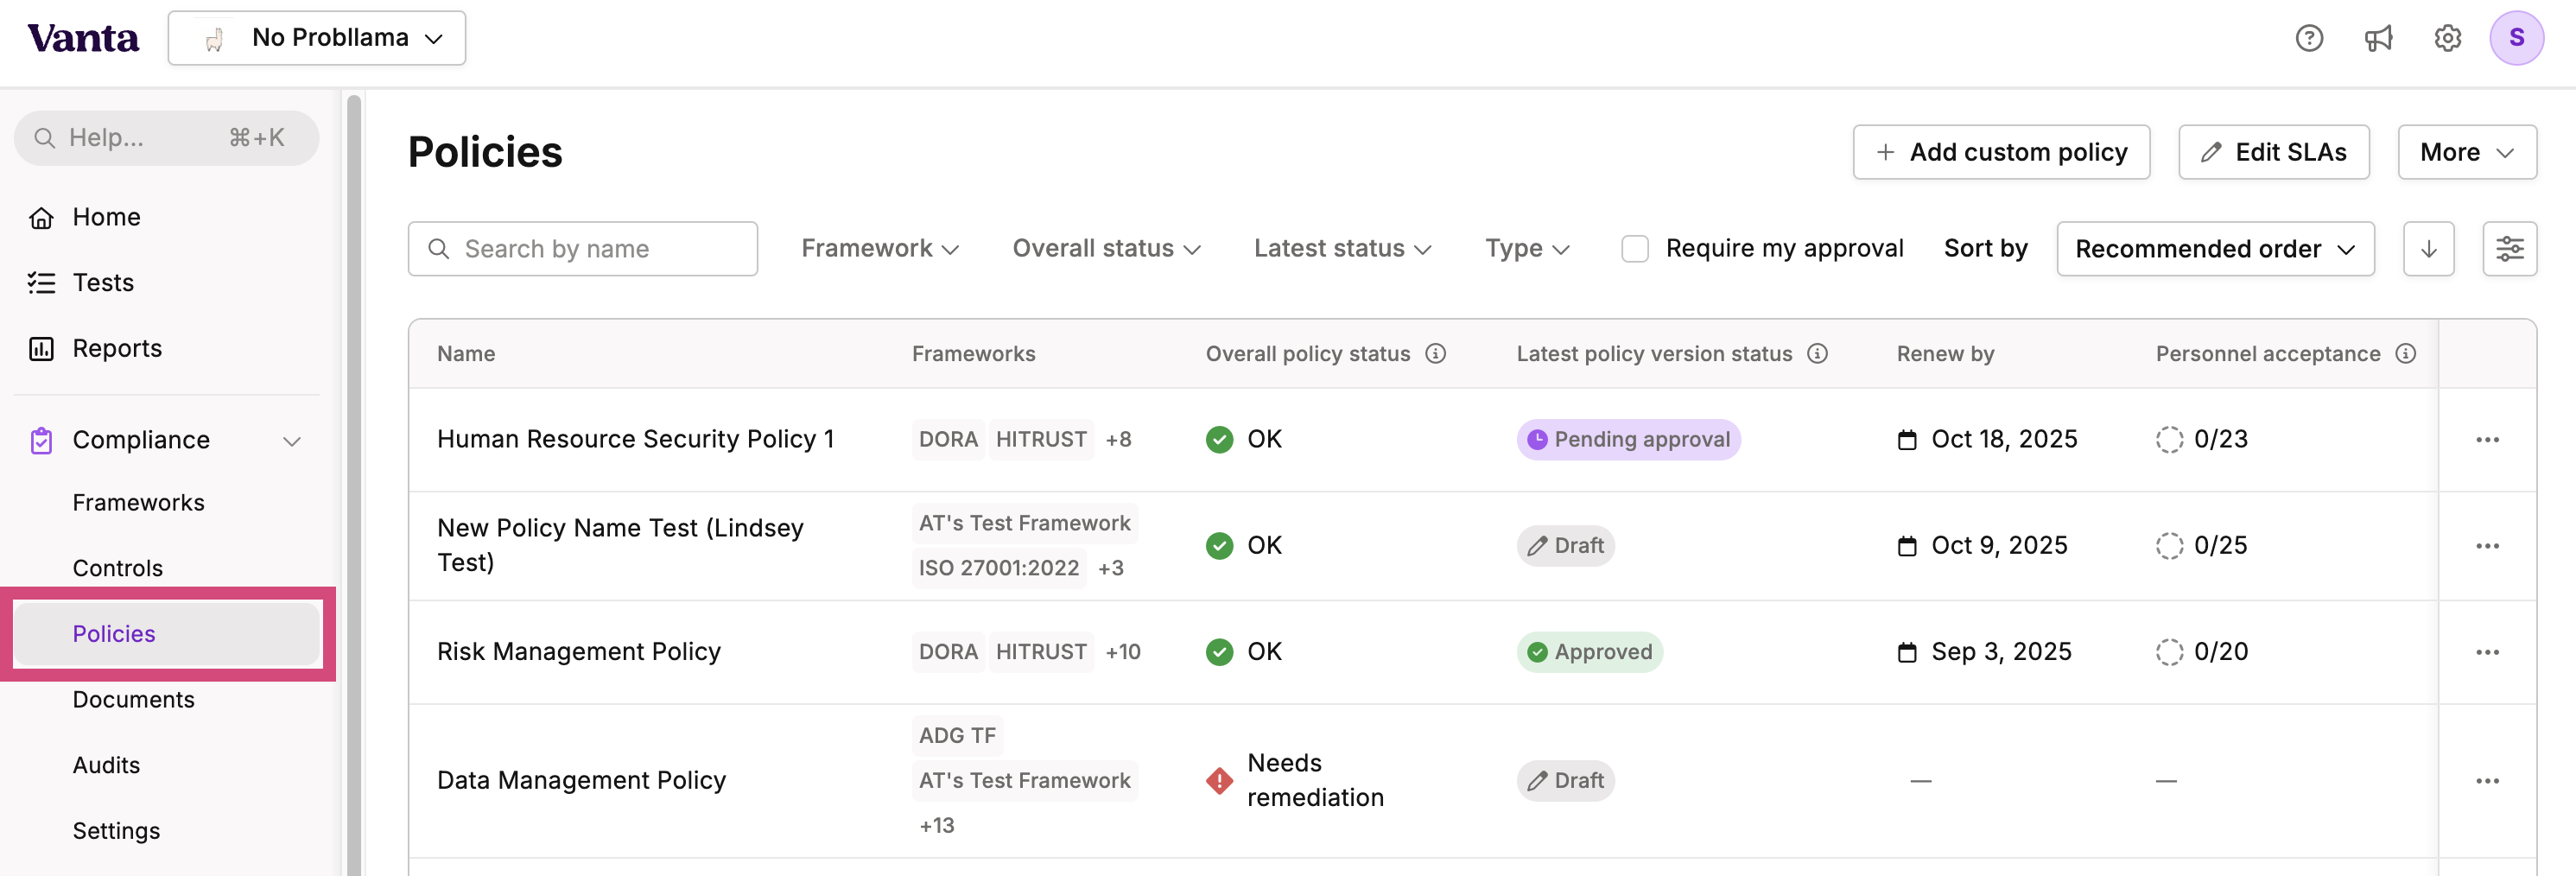 Vanta
No Probllama
S
Help... ⌘+K
Home
Tests
Reports
Compliance
Frameworks
Controls
Policies
Documents
Audits
Settings
Policies
+ Add custom policy
Edit SLAs
More
Search by name
Framework
Overall status
Latest status
Type
Require my approval
Sort by
Recommended order
Name Frameworks Overall policy status Latest policy version status Renew by Personnel acceptance
Human Resource Security Policy 1 DORA HITRUST +8 OK Pending approval Oct 18, 2025 0/23
New Policy Name Test (Lindsey
Test)
AT's Test Framework
ISO 27001:2022 +3
OK Draft Oct 9, 2025 0/25
Risk Management Policy DORA HITRUST +10 OK Approved Sep 3, 2025 0/20
Data Management Policy
ADG TF
AT's Test Framework
+13
Needs
remediation
Draft — —